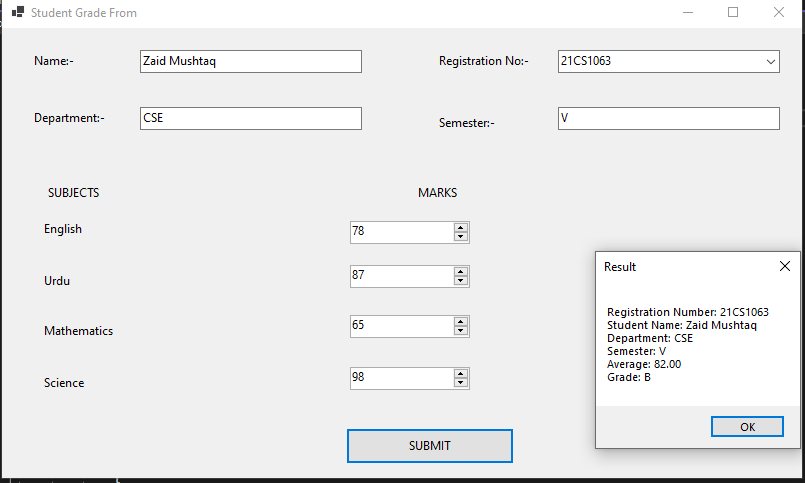 Student Grade From
Name:- Zaid Mushtaq Registration No:- 21CS1063
Department:- CSE Semester:- V
SUBJECTS MARKS
English 78
Urdu 87
Mathematics 65
Science 98
SUBMIT
Result
Registration Number: 21CS1063
Student Name: Zaid Mushtaq
Department: CSE
Semester: V
Average: 82.00
Grade: B
OK